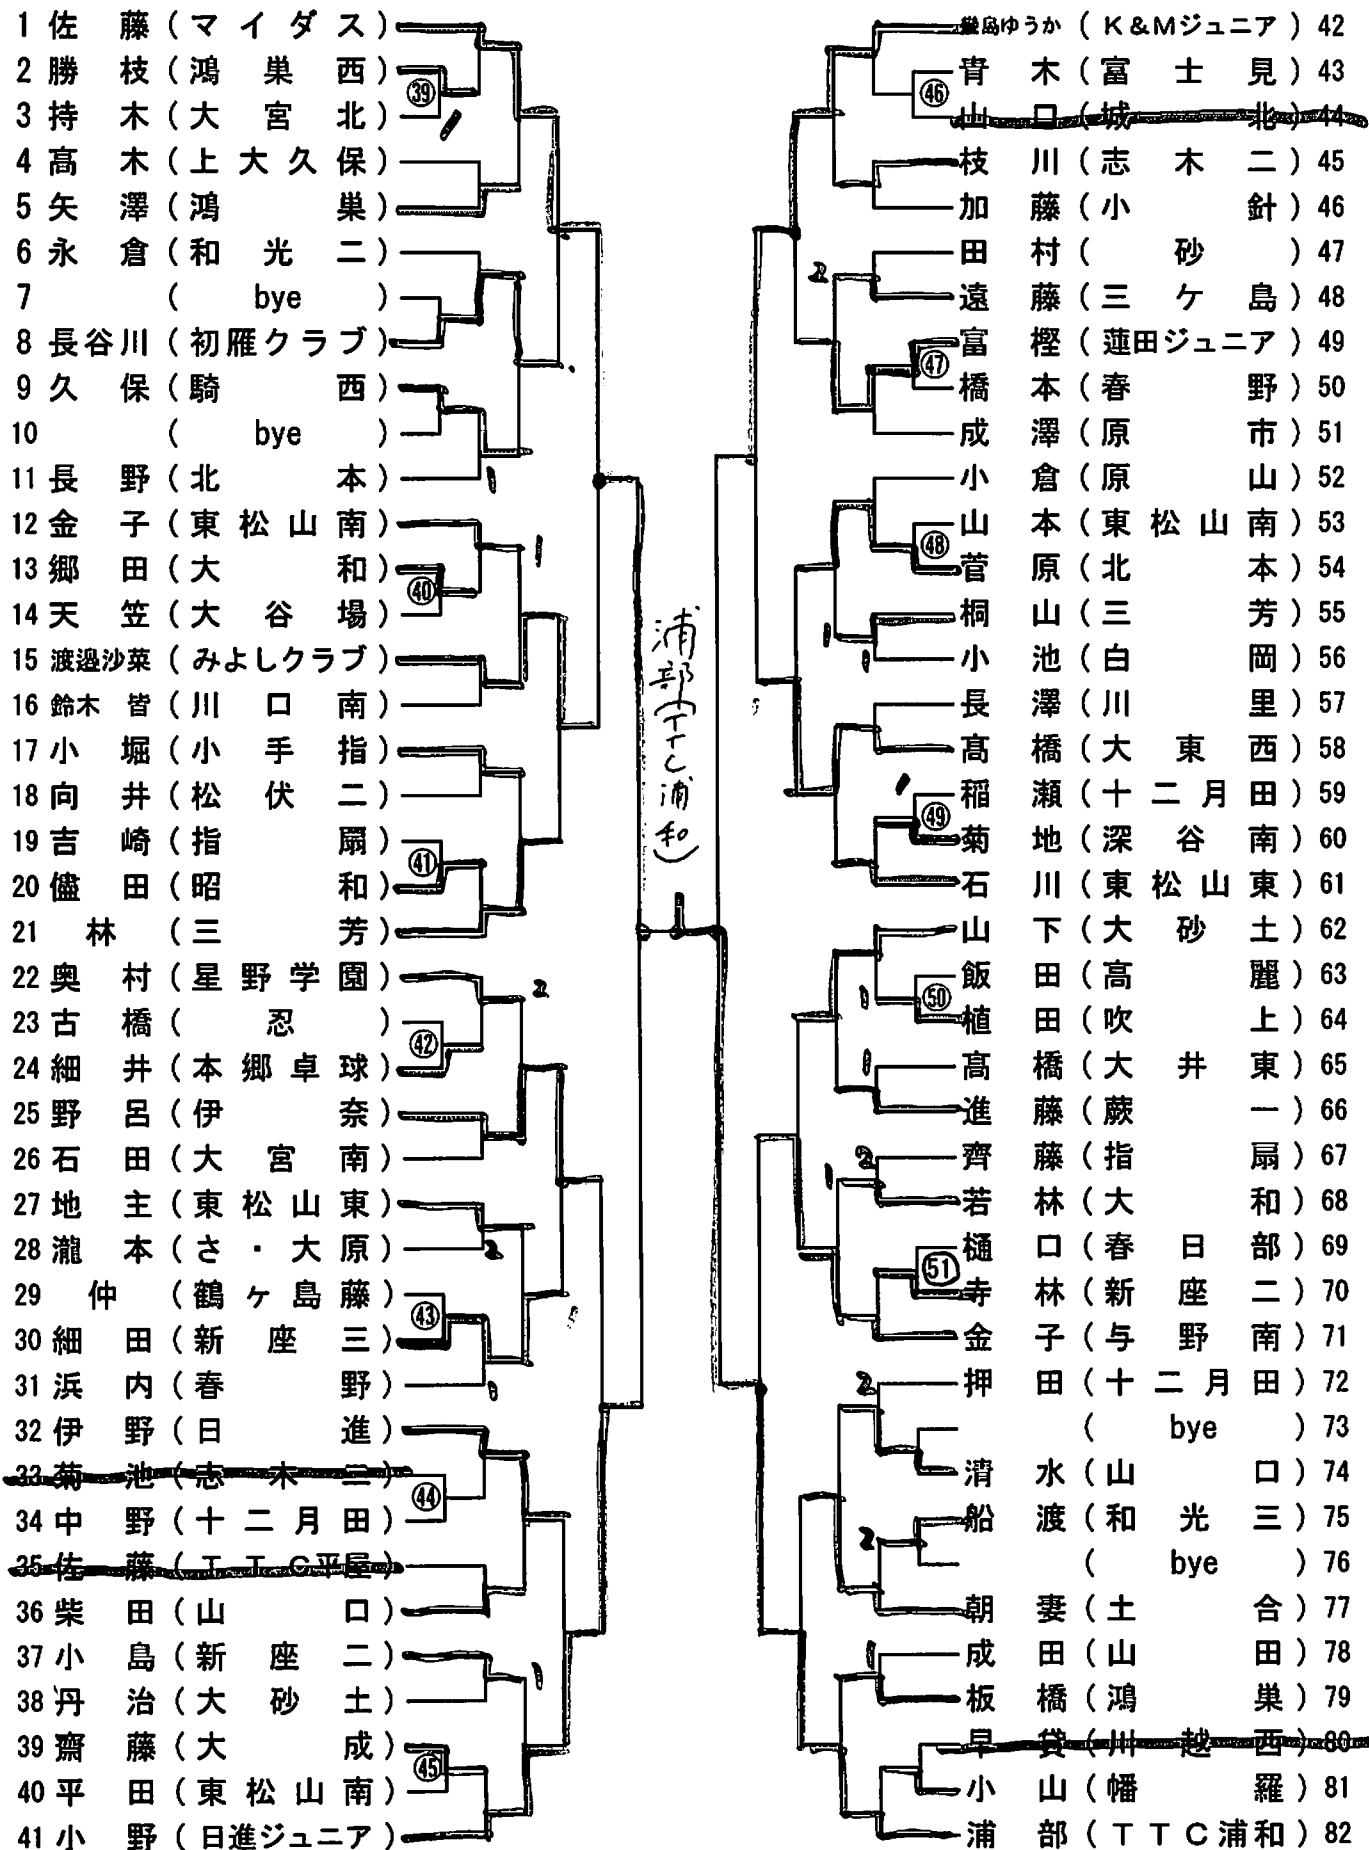 1 佐藤(マイダス)
2 勝枝(鴻巣西)
㊴
3 持木(大宮北)
4 高木(上大久保)
5 矢澤(鴻巣)
6 永倉(和光二)
7 (bye)
8 長谷川(初雁クラブ)
9 久保(騎西)
10 (bye)
11 長野(北本)
12 金子(東松山南)
13 郷田(大和)
㊵
14 天笠(大谷場)
15 渡邉沙菜(みよしクラブ)
16 鈴木皆(川口南)
17 小堀(小手指)
18 向井(松伏二)
19 吉崎(指扇)
㊶
20 儘田(昭和)
21 林(三芳)
22 奥村(星野学園)
23 古橋(忍)
㊷
24 細井(本郷卓球)
25 野呂(伊奈)
26 石田(大宮南)
27 地主(東松山東)
28 瀧本(さ・大原)
29 仲(鶴ヶ島藤)
㊸
30 細田(新座三)
31 浜内(春野)
32 伊野(日進)
33 菊池(志木二)
㊹
34 中野(十二月田)
35 佐藤(TTC平屋)
36 柴田(山口)
37 小島(新座二)
38 丹治(大砂土)
39 齋藤(大成)
㊺
40 平田(東松山南)
41 小野(日進ジュニア)
浦部(TTC浦和)
畿島ゆうか(K&Mジュニア)42
青木(富士見)43
㊻
山口(城北)44
枝川(志木二)45
加藤(小針)46
田村(砂)47
遠藤(三ケ島)48
富樫(蓮田ジュニア)49
㊼
橋本(春野)50
成澤(原市)51
小倉(原山)52
山本(東松山南)53
㊽
菅原(北本)54
桐山(三芳)55
小池(白岡)56
長澤(川里)57
髙橋(大東西)58
稲瀬(十二月田)59
㊾
菊地(深谷南)60
石川(東松山東)61
山下(大砂土)62
飯田(高麗)63
㊿
植田(吹上)64
高橋(大井東)65
進藤(蕨一)66
齊藤(指扇)67
若林(大和)68
樋口(春日部)69
51
寺林(新座二)70
金子(与野南)71
押田(十二月田)72
(bye)73
清水(山口)74
船渡(和光三)75
(bye)76
朝妻(土合)77
成田(山田)78
板橋(鴻巣)79
早貸(川越西)80
小山(幡羅)81
浦部(TTC浦和)82